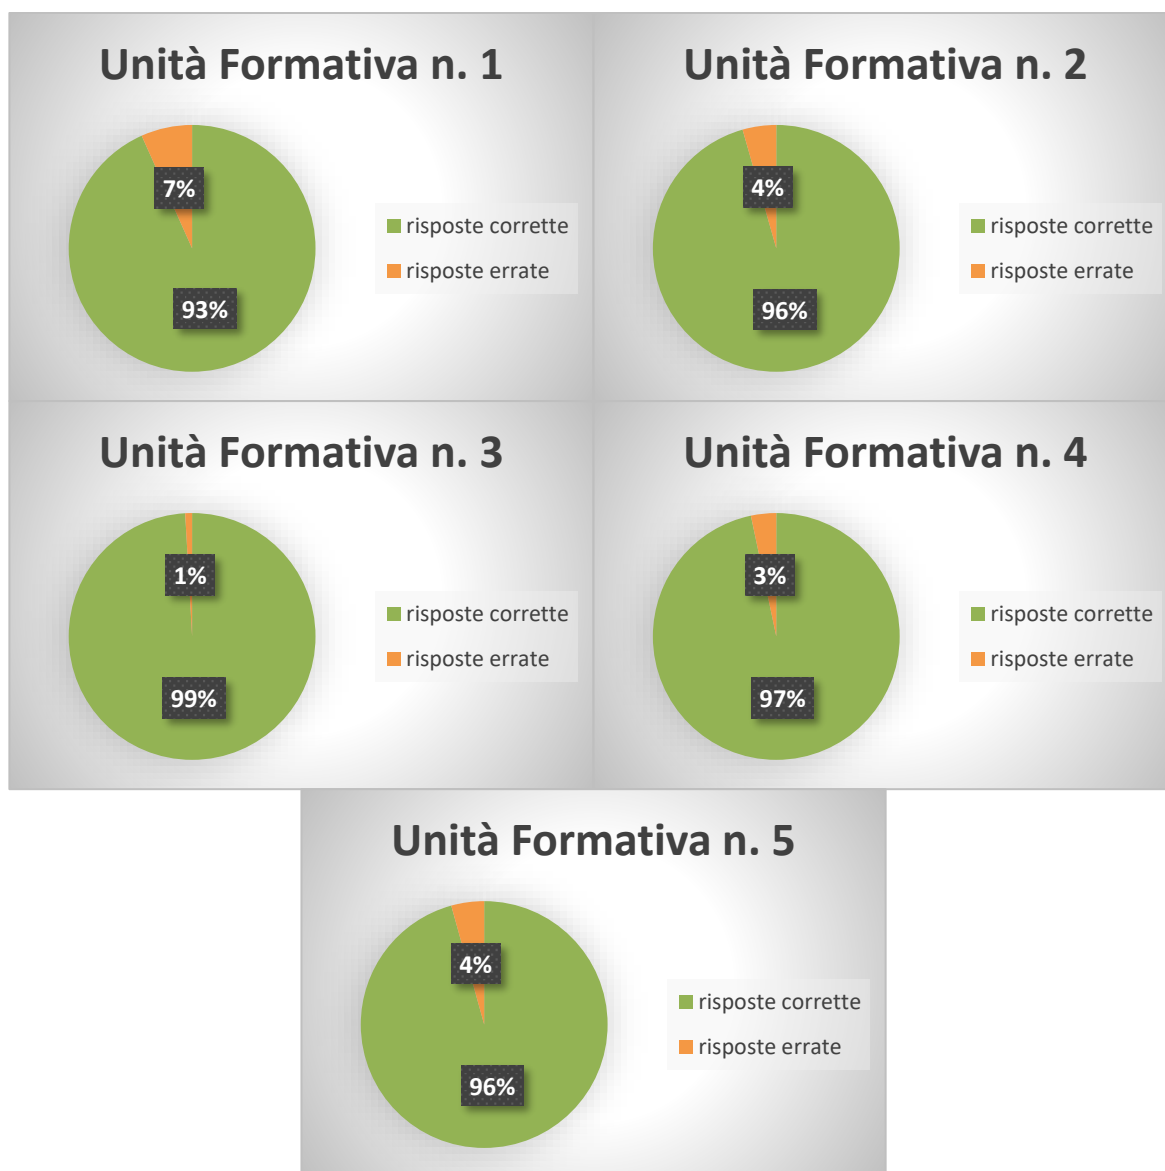 Unità Formativa n. 1
7%
93%
risposte corrette
risposte errate
Unità Formativa n. 2
4%
96%
risposte corrette
risposte errate
Unità Formativa n. 3
1%
99%
risposte corrette
risposte errate
Unità Formativa n. 4
3%
97%
risposte corrette
risposte errate
Unità Formativa n. 5
4%
96%
risposte corrette
risposte errate